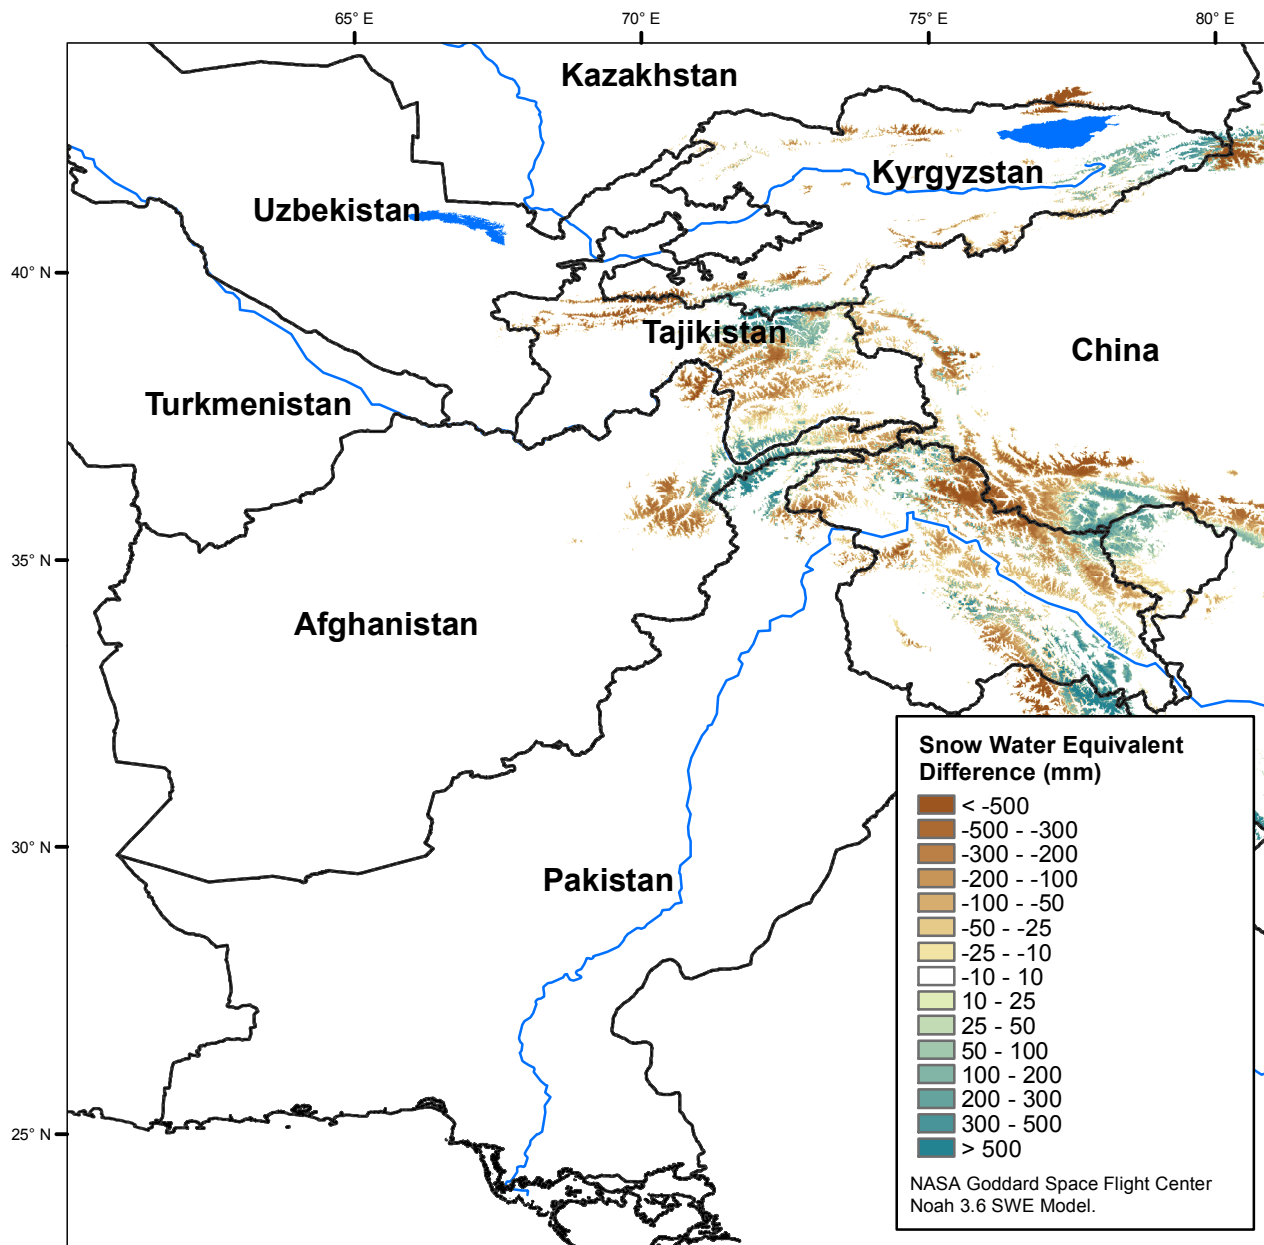 65° E
70° E
75° E
80° E
Kazakhstan
Kyrgyzstan
Uzbekistan
40° N
Tajikistan
China
Turkmenistan
35° N
Afghanistan
30° N
Pakistan
25° N
Snow Water Equivalent
Difference (mm)
< -500
-500 - -300
-300 - -200
-200 - -100
-100 - -50
-50 - -25
-25 - -10
-10 - 10
10 - 25
25 - 50
50 - 100
100 - 200
200 - 300
300 - 500
> 500
NASA Goddard Space Flight Center
Noah 3.6 SWE Model.